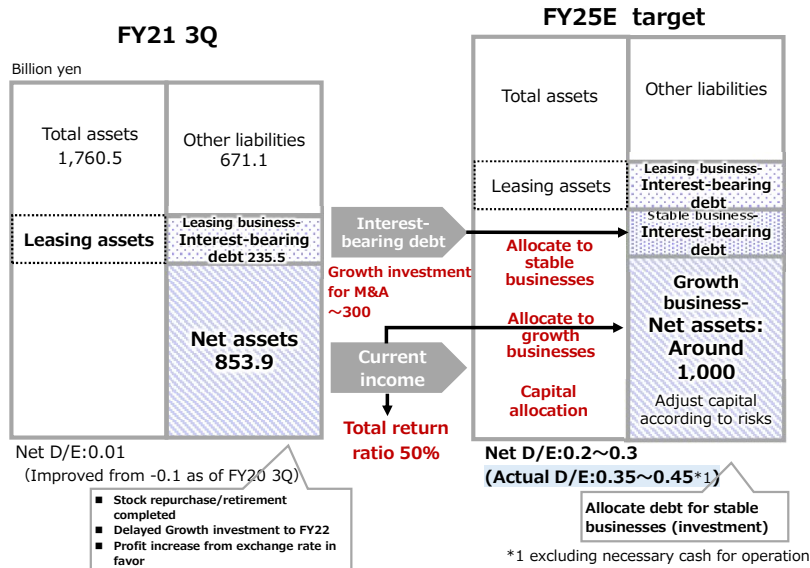 FY21 3Q
Billion yen
Total assets
1,760.5
Other liabilities
671.1
Leasing assets
Leasing business-
Interest-bearing
debt 235.5
Net assets
853.9
Net D/E:0.01
(Improved from -0.1 as of FY20 3Q)
■ Stock repurchase/retirement
completed
■ Delayed Growth investment to FY22
■ Profit increase from exchange rate in
favor
Interest-
bearing debt
Growth investment
for M&A
～300
Current
income
Total return
ratio 50%
FY25E target
Total assets
Other liabilities
Leasing assets
Leasing business-
Interest-bearing
debt
Stable business-
Interest-bearing
debt
Allocate to
stable
businesses
Allocate to
growth
businesses
Capital
allocation
Growth
business-
Net assets:
Around
1,000
Adjust capital
according to risks
Net D/E:0.2～0.3
(Actual D/E:0.35～0.45*1)
Allocate debt for stable
businesses (investment)
*1 excluding necessary cash for operation